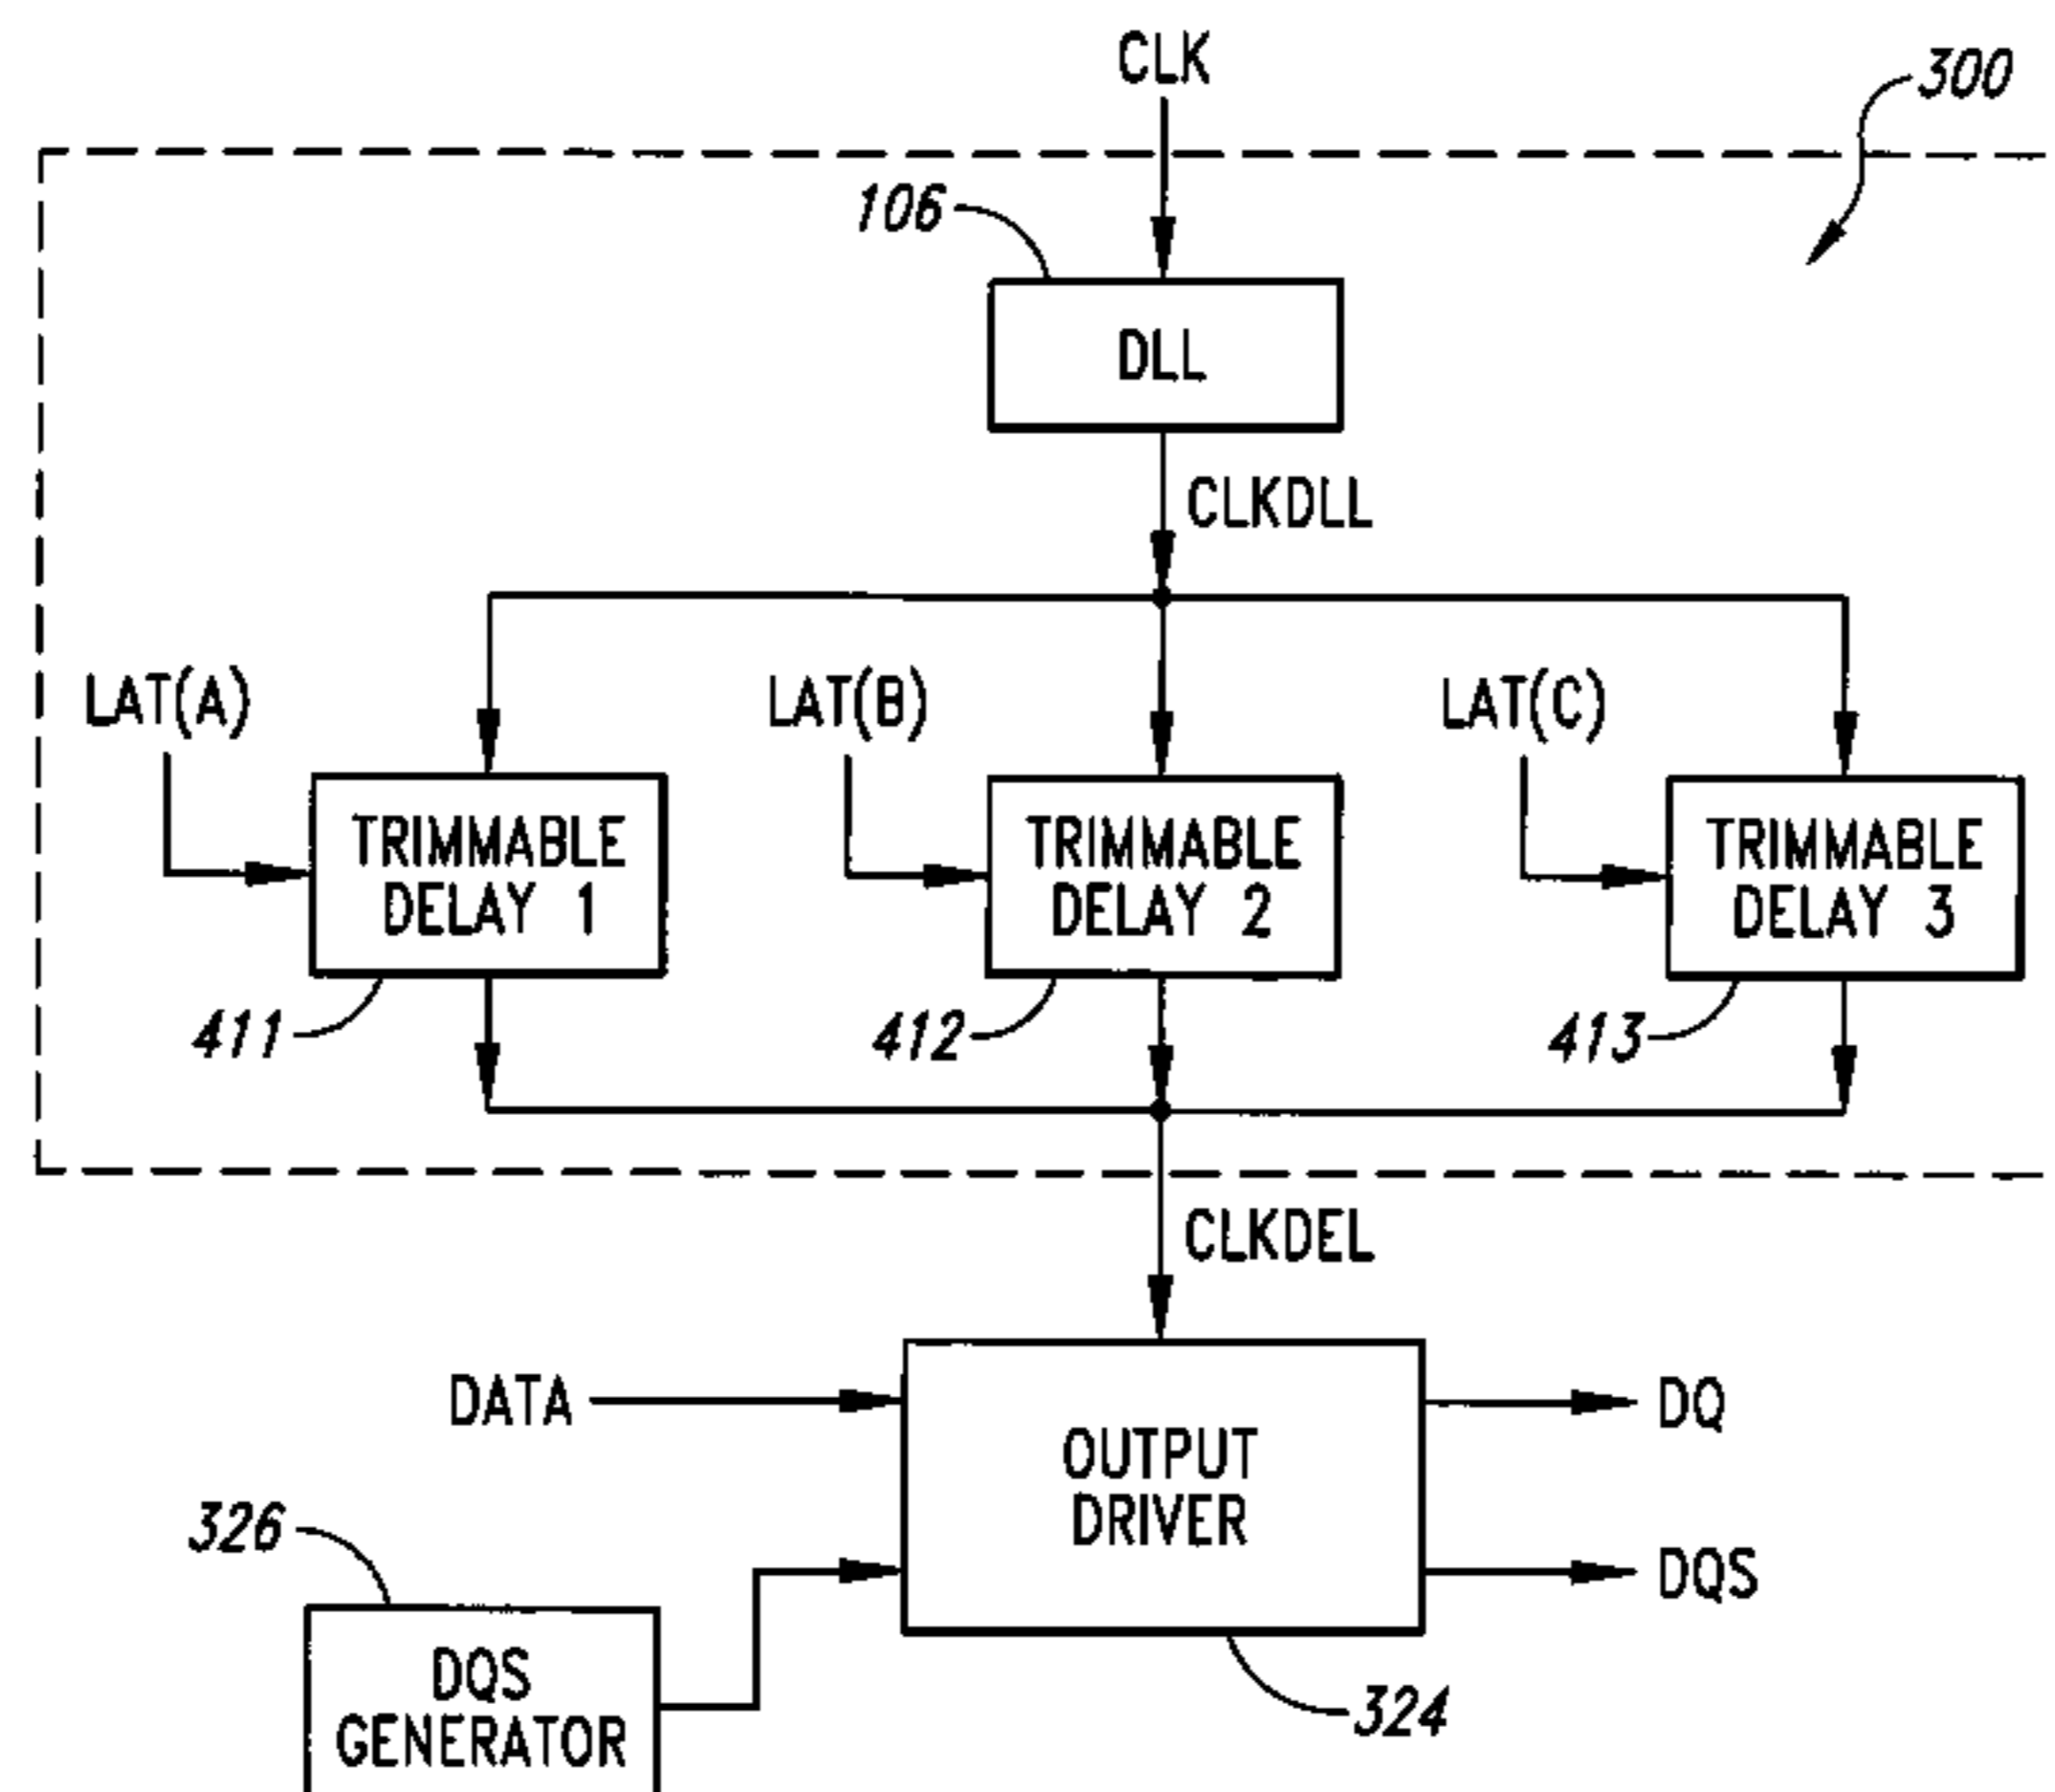 CLK
300
106
DLL
CLKDLL
LAT(A)
LAT(B)
LAT(C)
TRIMMABLE
DELAY 1
TRIMMABLE
DELAY 2
TRIMMABLE
DELAY 3
411
412
413
CLKDEL
DATA
DQ
OUTPUT
DRIVER
326
DQS
DQS
GENERATOR
324